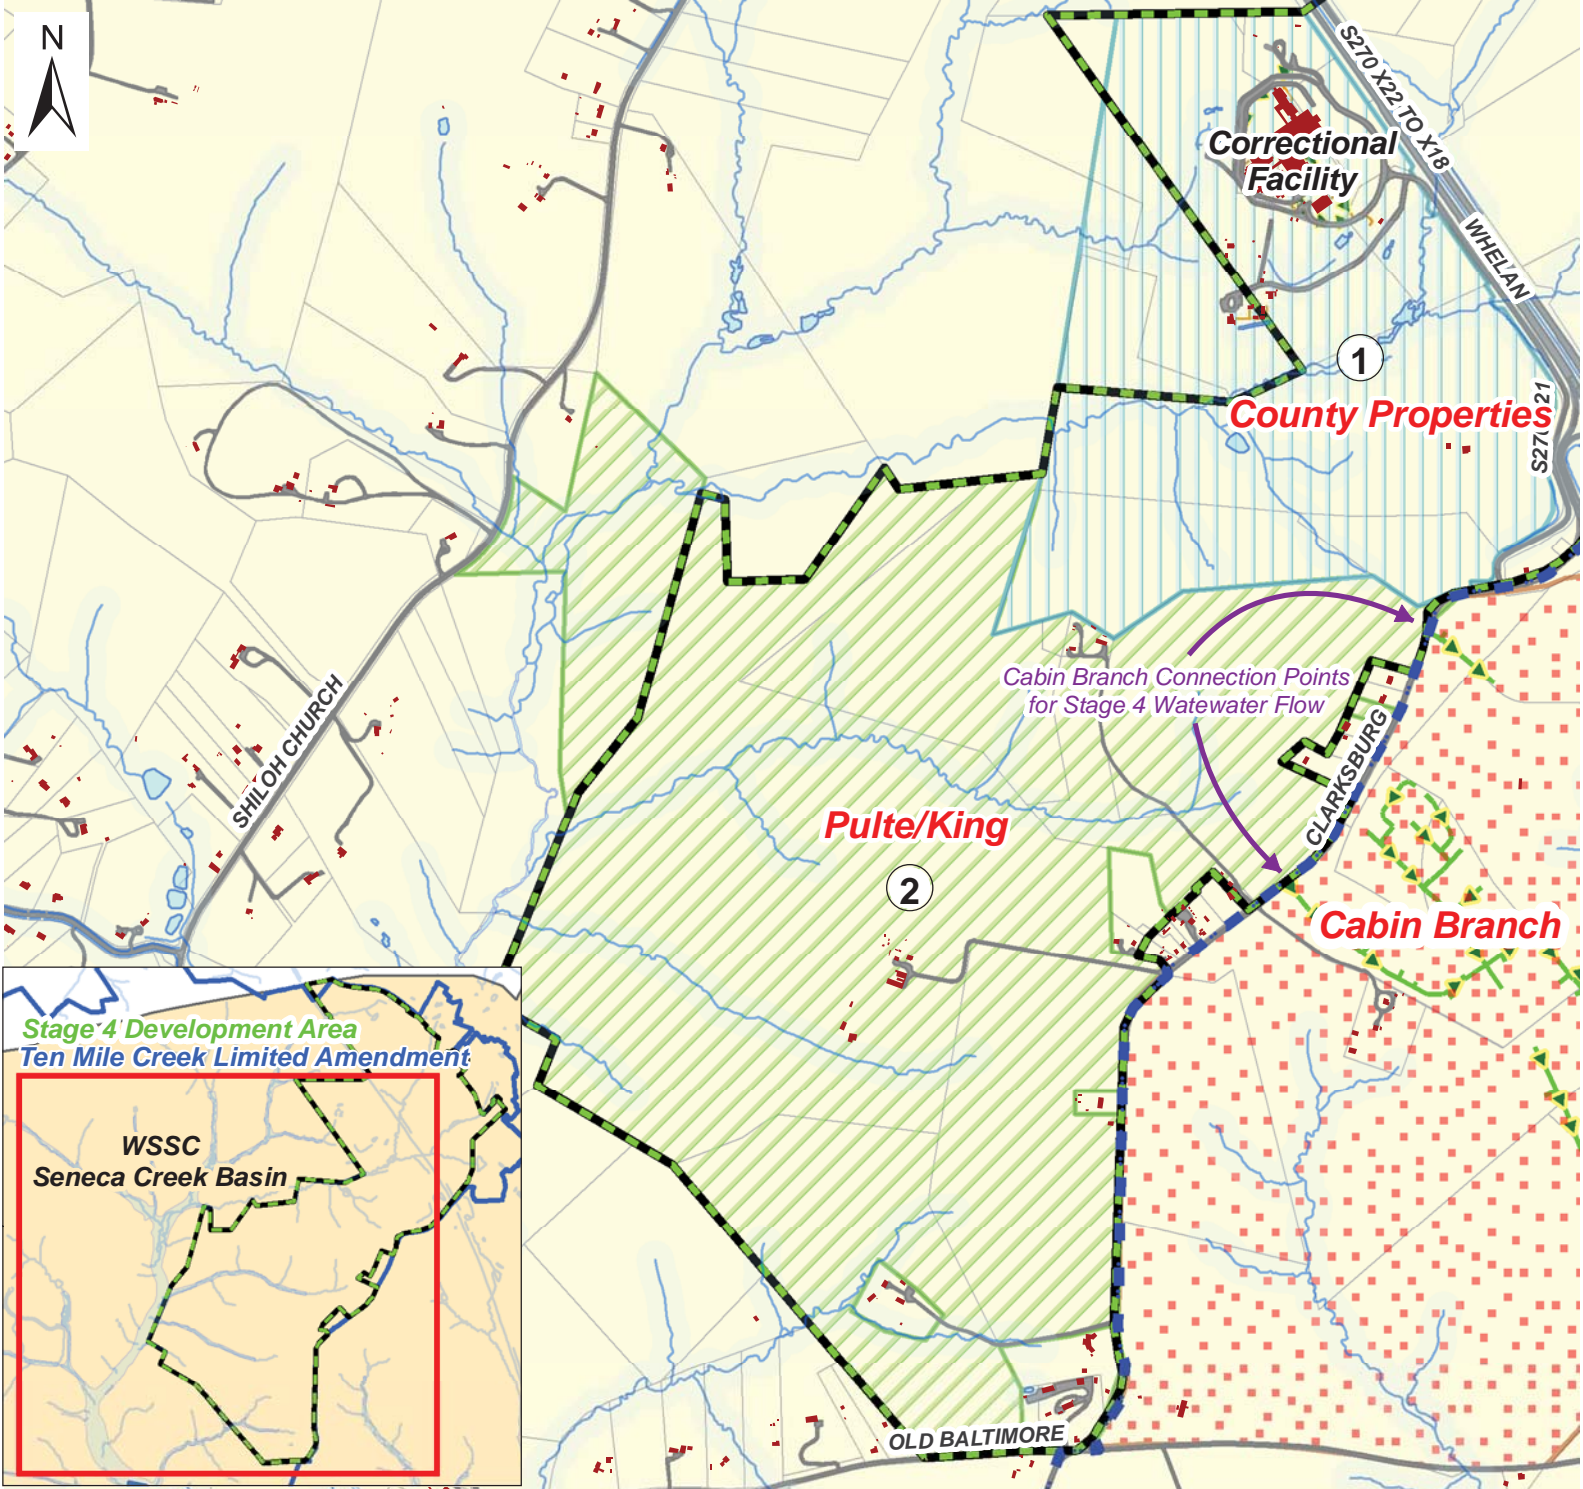 N
S270 X22 TO X18
Correctional
Facility
WHELAN
1
County Properties
S270 X21
Cabin Branch Connection Points
for Stage 4 Watewater Flow
SHILOH CHURCH
CLARKSBURG
Pulte/King
2
Cabin Branch
Stage 4 Development Area
Ten Mile Creek Limited Amendment
WSSC
Seneca Creek Basin
OLD BALTIMORE